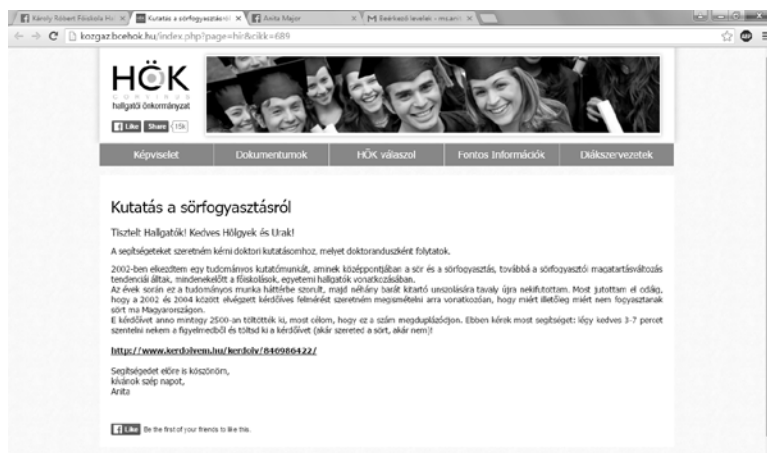 Károly Róbert Főiskola
Kutatás a sörfogyasztásról
Anita Major
Beérkező levelek
kozgaz.bcehok.hu/index.php?page=hir&cikk=689
HÖK
CORVINUS
hallgatói önkormányzat
Like Share 15k
Képviselet Dokumentumok HÖK válaszol Fontos Információk Diákszervezetek
Kutatás a sörfogyasztásról
Tisztelt Hallgatók! Kedves Hölgyek és Urak!
A segítségeteket szeretném kérni doktori kutatásomhoz, melyet doktoranduszként folytatok.
2002-ben elkezdtem egy tudományos kutatómunkát, aminek középpontjában a sör és a sörfogyasztás, továbbá a sörfogyasztói magatartásváltozás
tendenciái álltak, mindenekelőtt a főiskolások, egyetemi hallgatók vonatkozásában.
Az évek során ez a tudományos munka háttérbe szorult, majd néhány barát kitartó unszolására tavaly újra nekifutottam. Most jutottam el odáig,
hogy a 2002 és 2004 között elvégzett kérdőíves felmérést szeretném megismételni arra vonatkozóan, hogy miért illetőleg miért nem fogyasztanak
sört ma Magyarországon.
E kérdőívet anno mintegy 2500-an töltötték ki, most célom, hogy ez a szám megduplázódjon. Ebben kérek most segítséget: légy kedves 3-7 percet
szentelni nekem a figyelmedből és töltsd ki a kérdőívet (akár szereted a sört, akár nem)!
http://www.kerdoivem.hu/kerdoiv/846986422/
Segítségedet előre is köszönöm,
kívánok szép napot,
Anita
Like Be the first of your friends to like this.